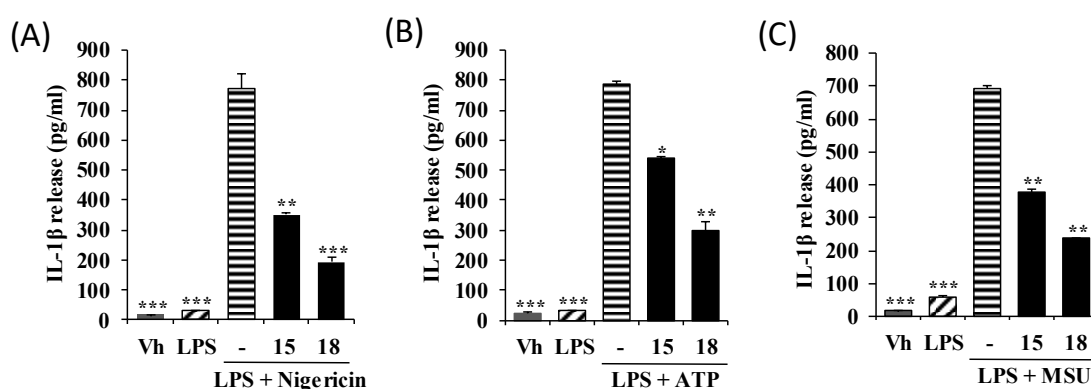 (A)
IL-1β release (pg/ml)
900
800
700
600
500
400
300
200
100
0
*** *** ** ***
Vh LPS - 15 18
LPS + Nigericin
(B)
IL-1β release (pg/ml)
900
800
700
600
500
400
300
200
100
0
*** *** * **
Vh LPS - 15 18
LPS + ATP
(C)
IL-1β release (pg/ml)
800
700
600
500
400
300
200
100
0
*** *** ** **
Vh LPS - 15 18
LPS + MSU